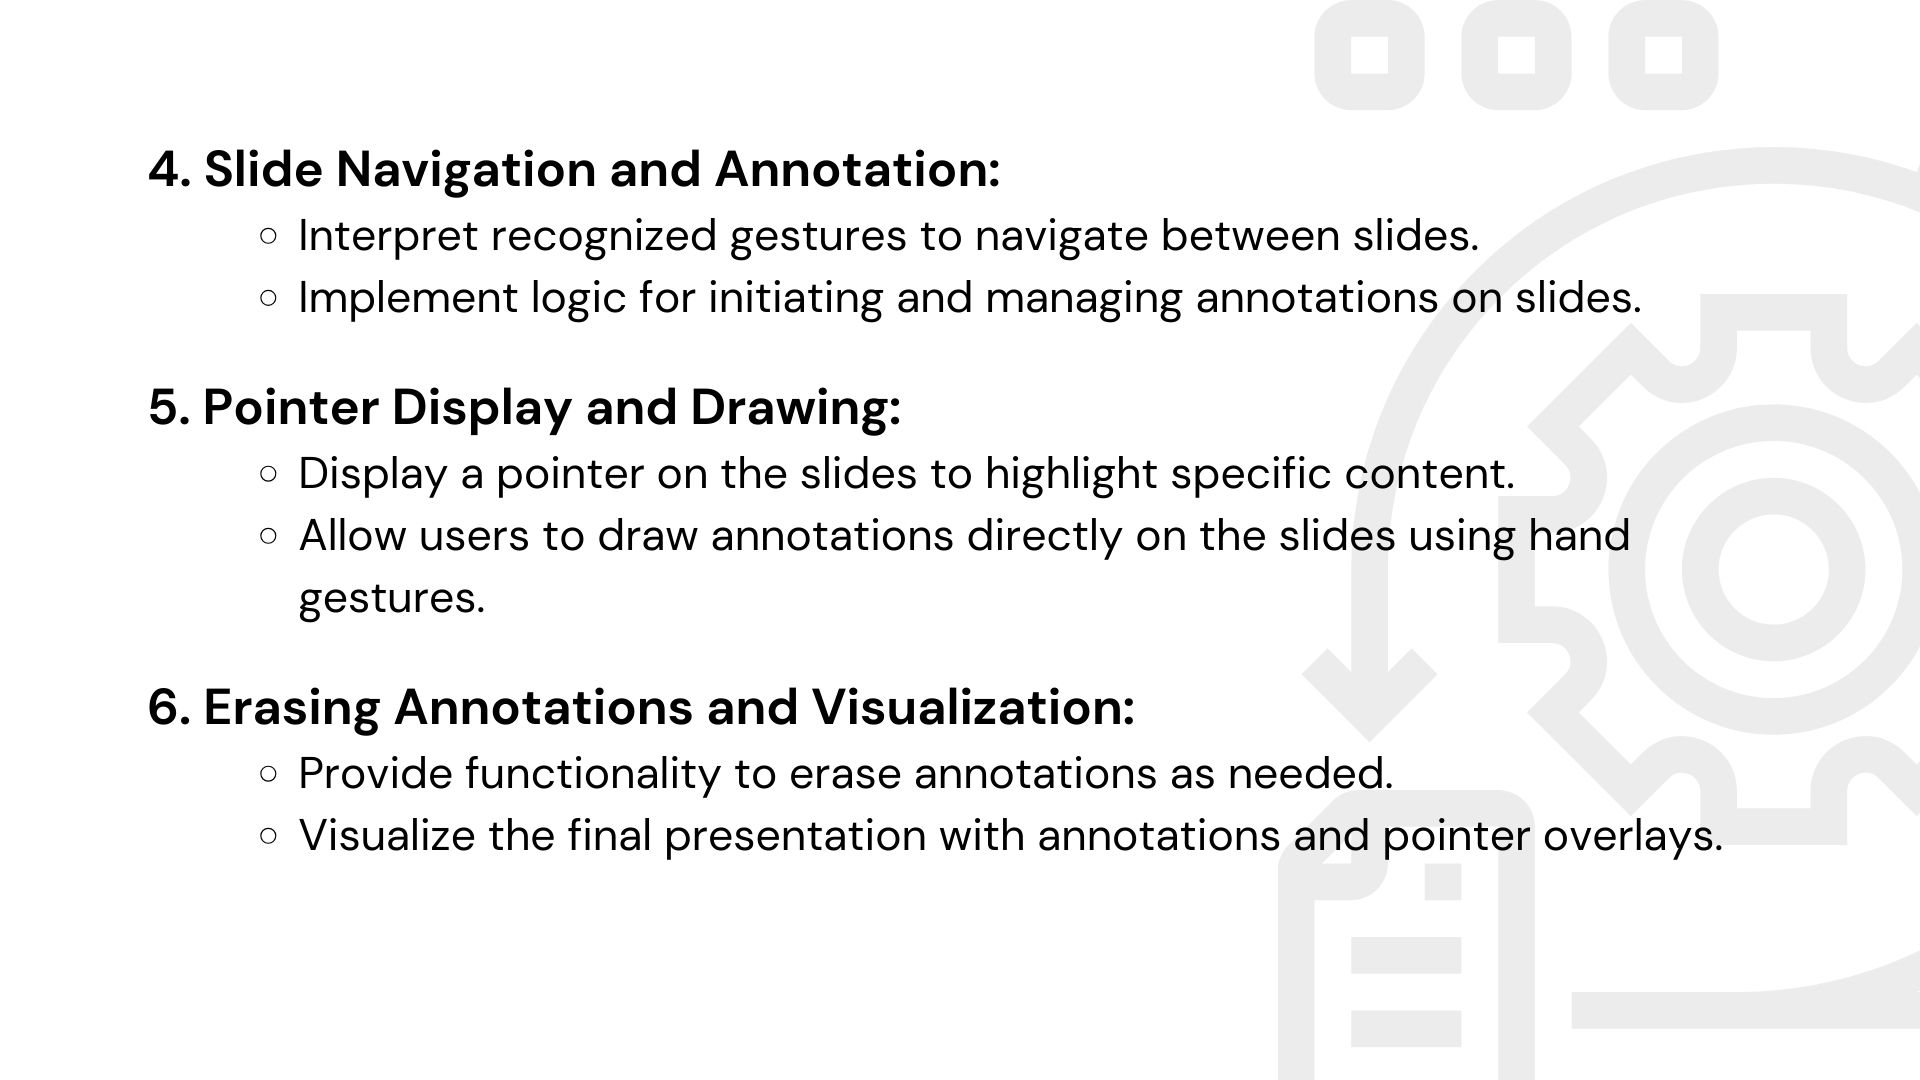 4. Slide Navigation and Annotation:
○ Interpret recognized gestures to navigate between slides.
○ Implement logic for initiating and managing annotations on slides.
5. Pointer Display and Drawing:
○ Display a pointer on the slides to highlight specific content.
○ Allow users to draw annotations directly on the slides using hand
gestures.
6. Erasing Annotations and Visualization:
○ Provide functionality to erase annotations as needed.
○ Visualize the final presentation with annotations and pointer overlays.